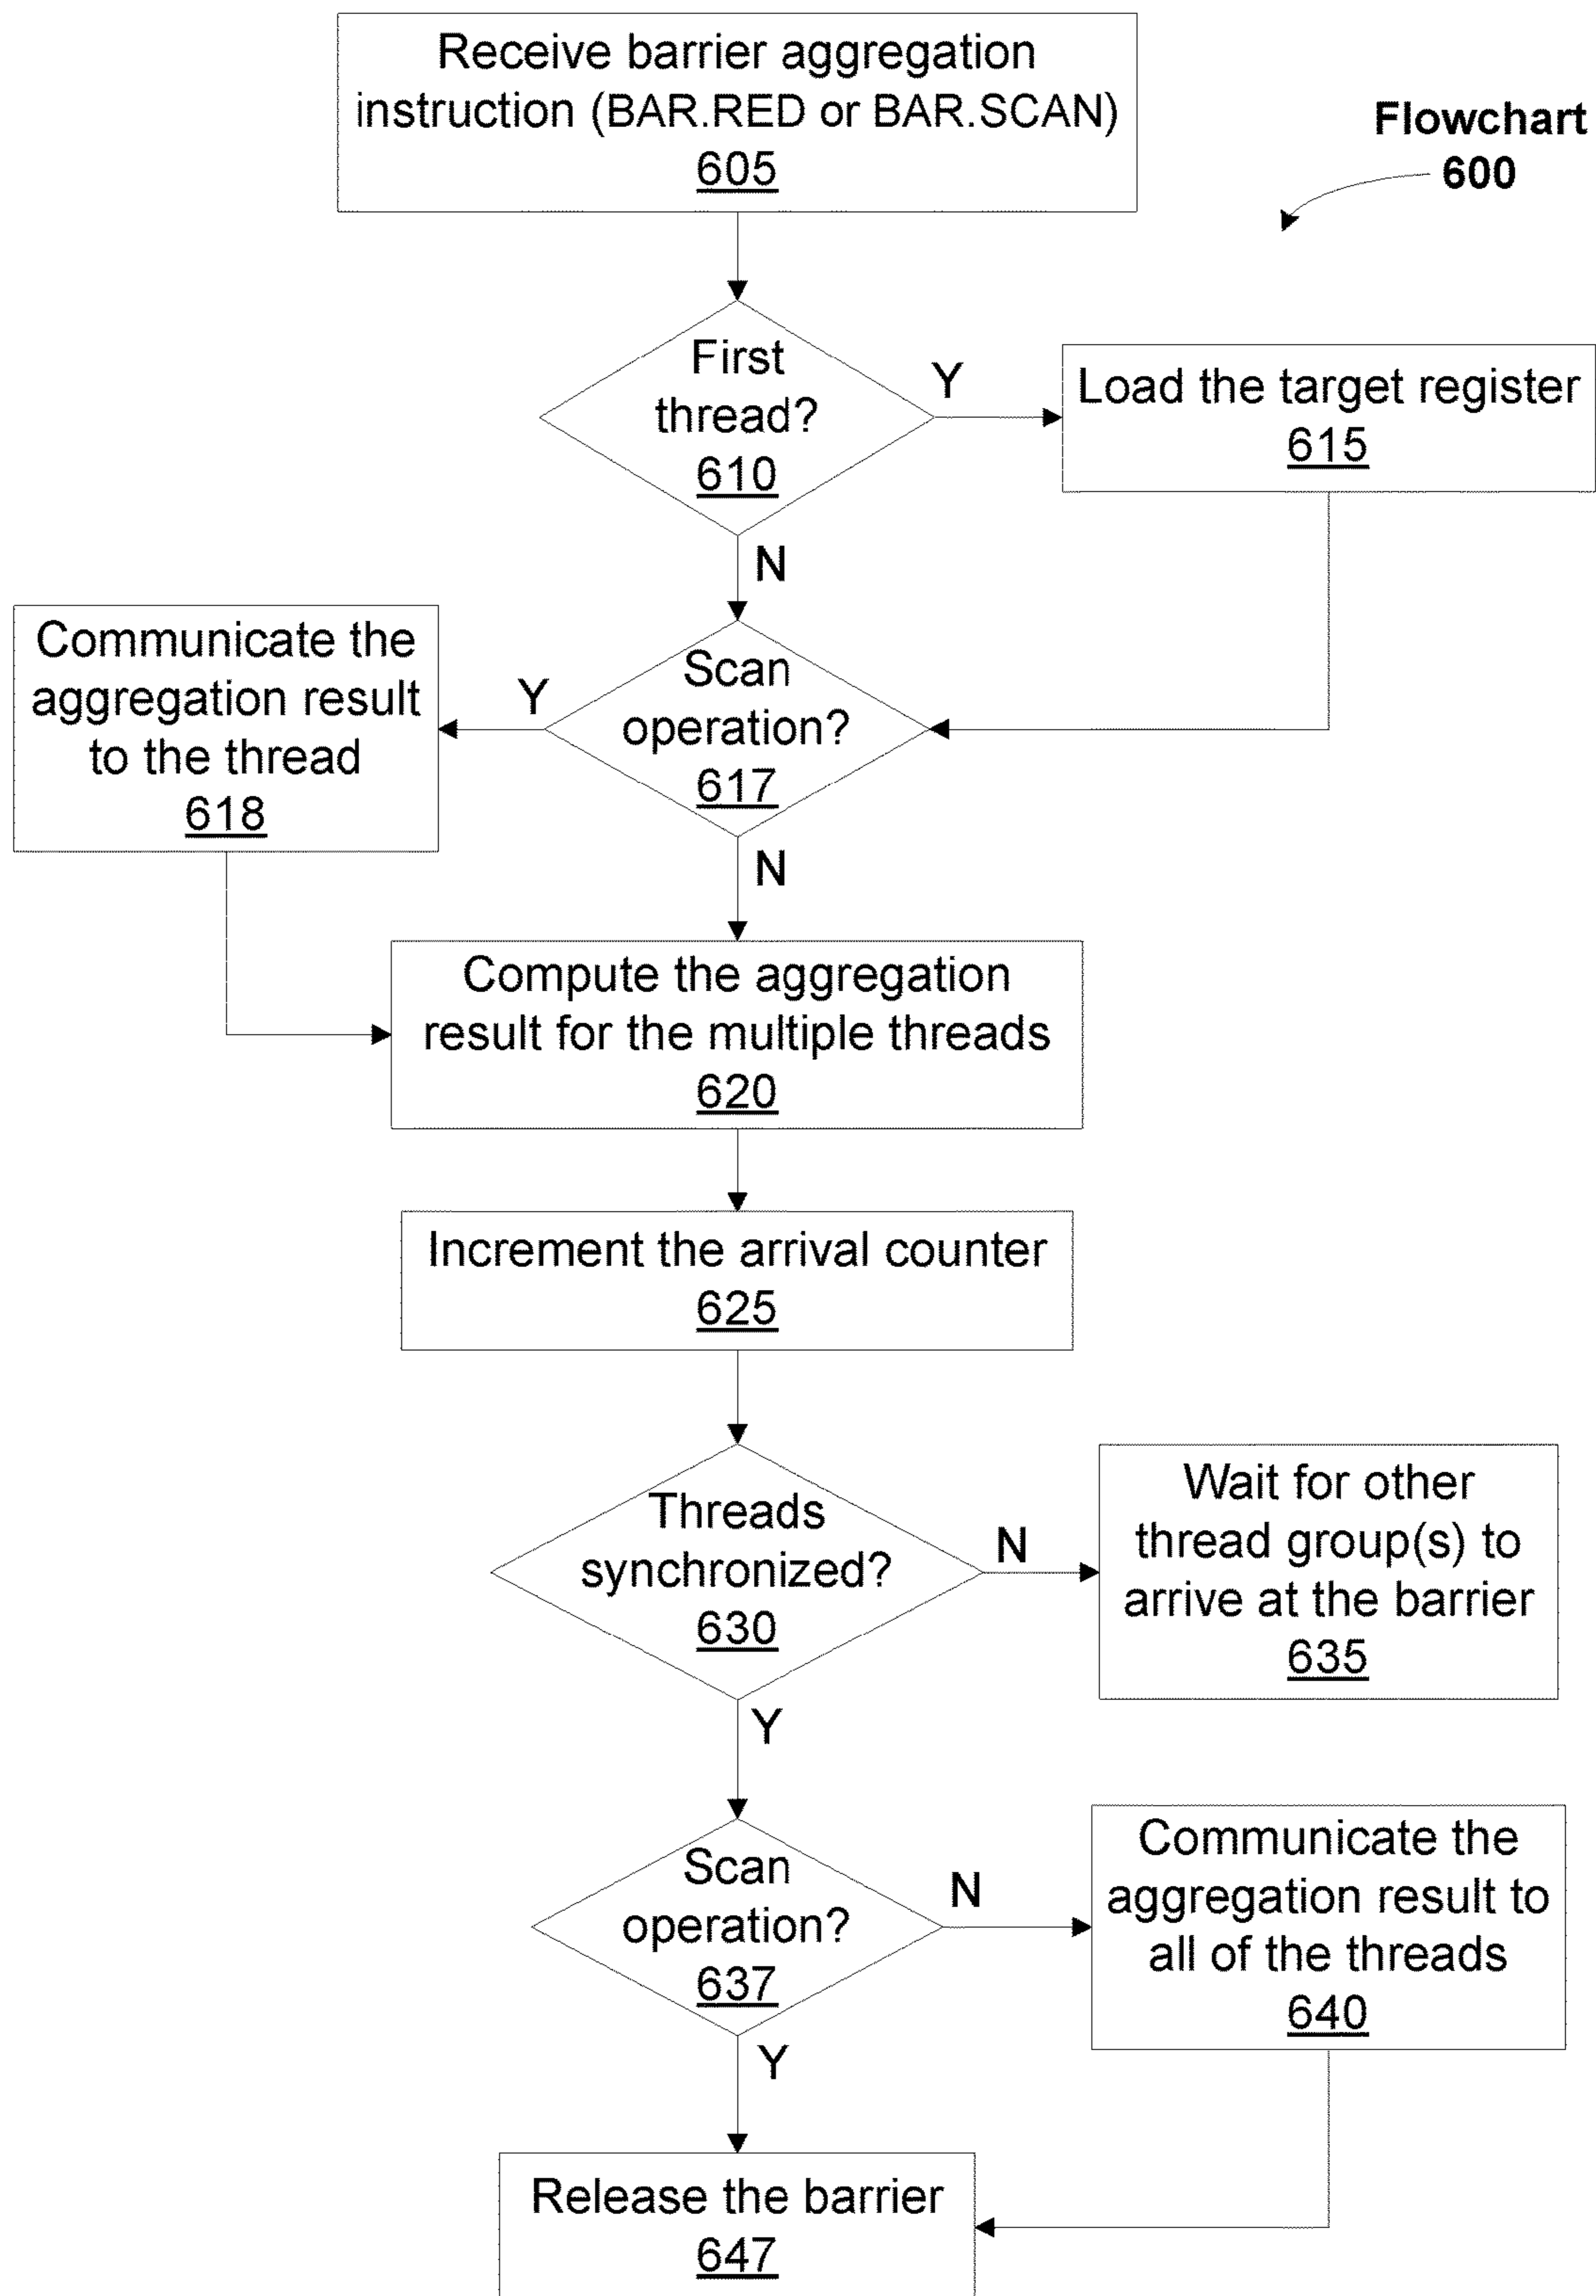 Receive barrier aggregation
instruction (BAR.RED or BAR.SCAN)
605
Flowchart
600
First
thread?
610
Y
Load the target register
615
N
Communicate the
aggregation result
to the thread
618
Y
Scan
operation?
617
N
Compute the aggregation
result for the multiple threads
620
Increment the arrival counter
625
Threads
synchronized?
630
N
Wait for other
thread group(s) to
arrive at the barrier
635
Y
Scan
operation?
637
N
Communicate the
aggregation result to
all of the threads
640
Y
Release the barrier
647